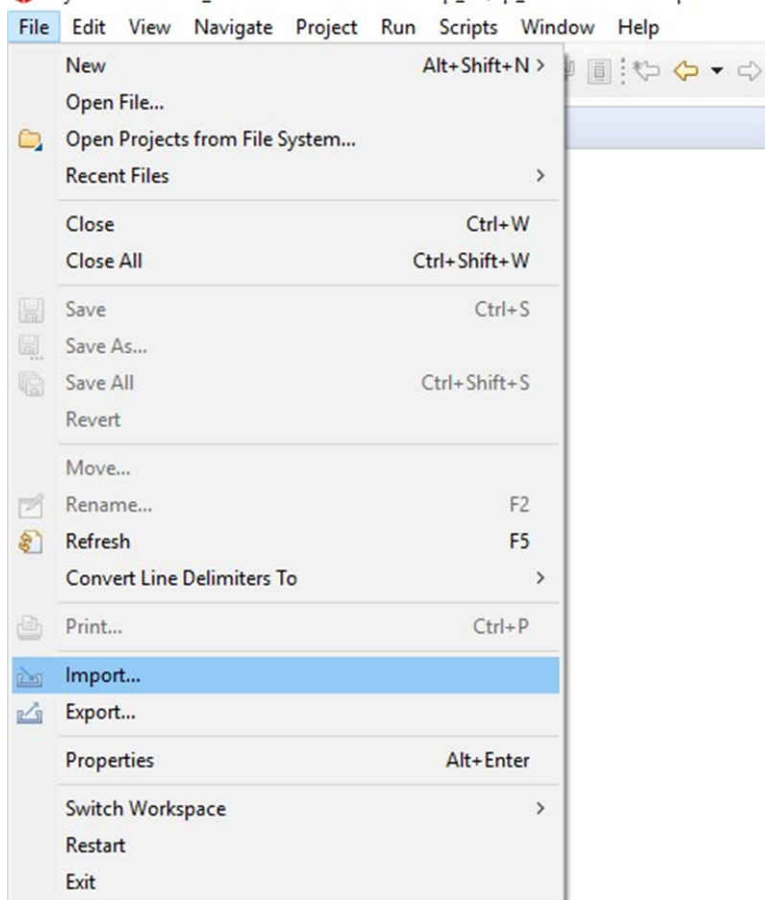 File Edit View Navigate Project Run Scripts Window Help
New Alt+Shift+N >
Open File...
Open Projects from File System...
Recent Files >
Close Ctrl+W
Close All Ctrl+Shift+W
Save Ctrl+S
Save As...
Save All Ctrl+Shift+S
Revert
Move...
Rename... F2
Refresh F5
Convert Line Delimiters To >
Print... Ctrl+P
Import...
Export...
Properties Alt+Enter
Switch Workspace >
Restart
Exit